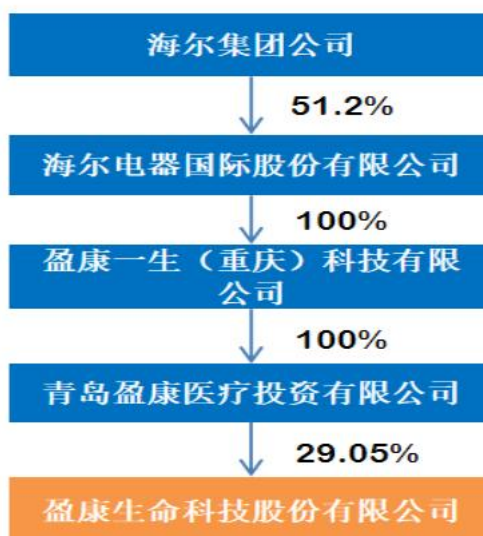 海尔集团公司
51.2%
海尔电器国际股份有限公司
100%
盈康一生（重庆）科技有限
公司
100%
青岛盈康医疗投资有限公司
29.05%
盈康生命科技股份有限公司